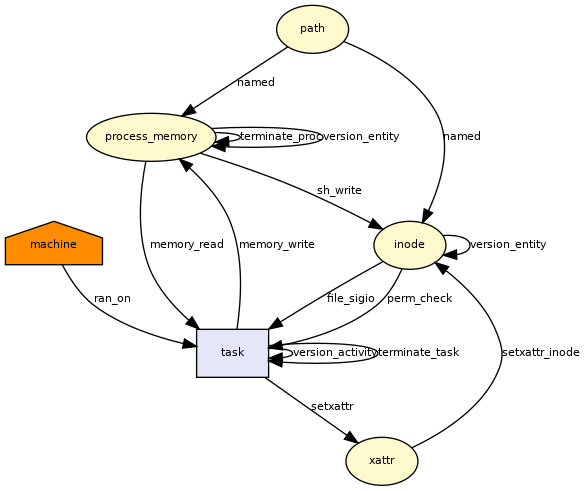 path
named
process_memory
terminate_proc
version_entity
named
sh_write
machine
memory_read
memory_write
inode
version_entity
ran_on
file_sigio
perm_check
task
version_activity
terminate_task
setxattr_inode
setxattr
xattr